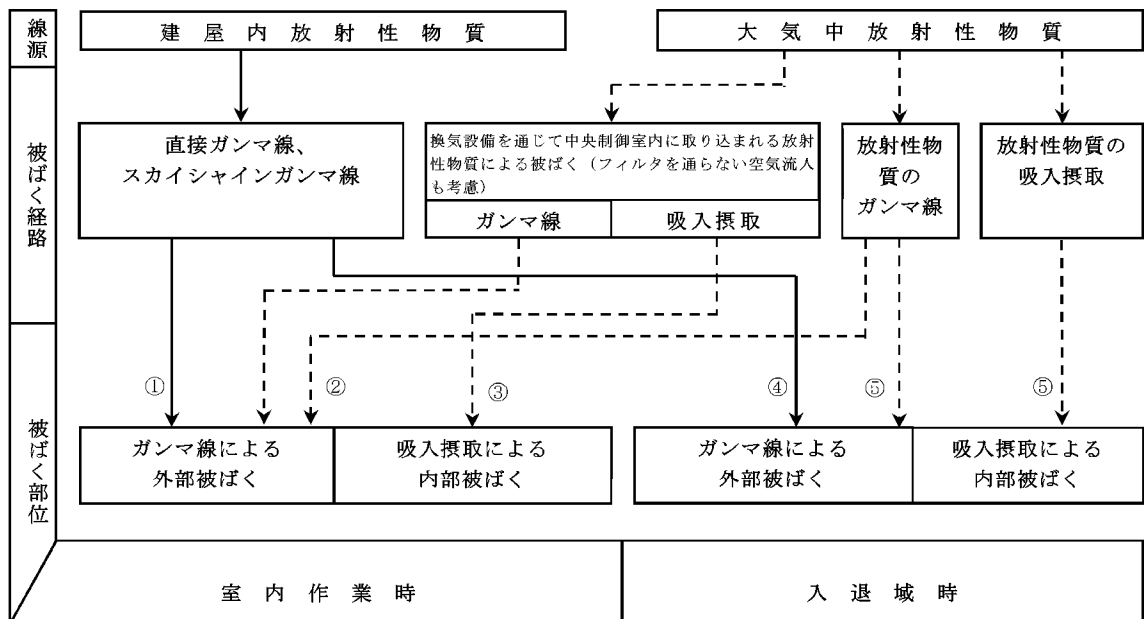 線源
建屋内放射性物質
大気中放射性物質
被ばく経路
直接ガンマ線、
スカイシャインガンマ線
換気設備を通じて中央制御室内に取り込まれる放射
性物質による被ばく（フィルタを通らない空気流入
も考慮）
ガンマ線
吸入摂取
放射性物
質の
ガンマ線
放射性物質の
吸入摂取
被ばく部位
①
②
③
④
⑤
⑤
ガンマ線による
外部被ばく
吸入摂取による
内部被ばく
ガンマ線による
外部被ばく
吸入摂取による
内部被ばく
室内作業時
入退域時